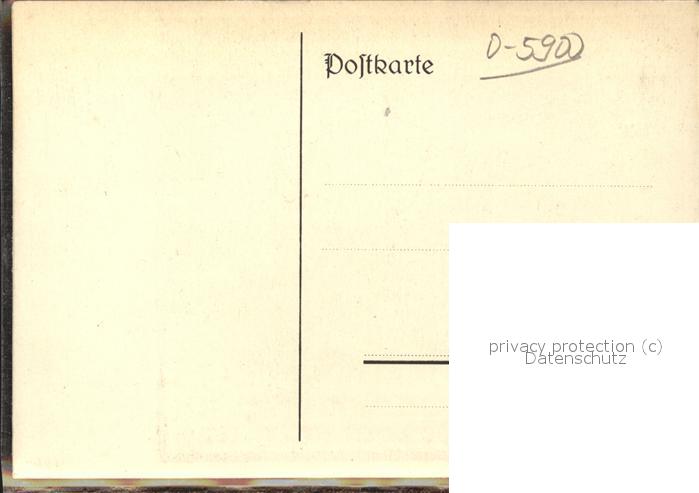 Poſtkarte
D-5900
privacy protection (c)
Datenschutz